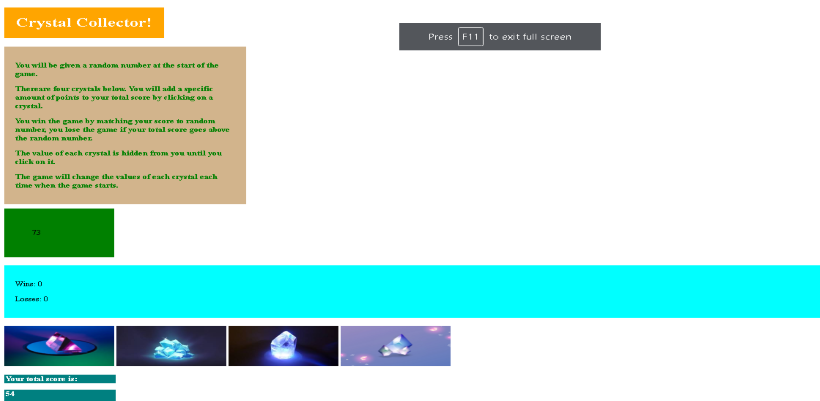 Crystal Collector!
Press F11 to exit full screen
You will be given a random number at the start of the
game.
Thereare four crystals below. You will add a specific
amount of points to your total score by clicking on a
crystal.
You win the game by matching your score to random
number, you lose the game if your total score goes above
the random number.
The value of each crystal is hidden from you until you
click on it.
The game will change the values of each crystal each
time when the game starts.
73
Wins: 0
Losses: 0
Your total score is:
54